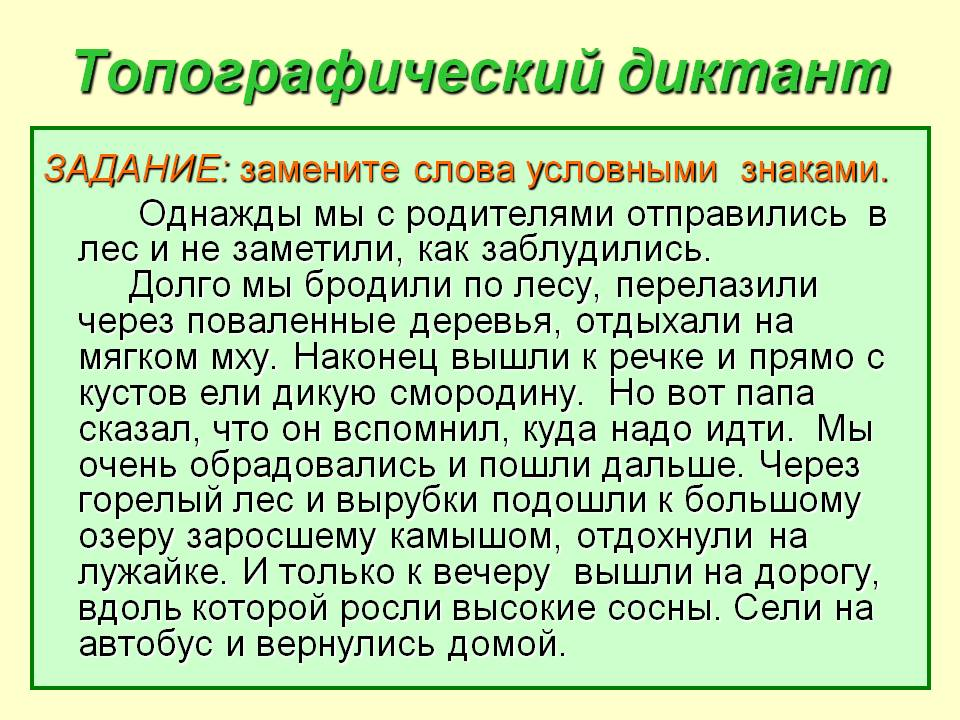 Топографический диктант
ЗАДАНИЕ: замените слова условными знаками.
Однажды мы с родителями отправились в
лес и не заметили, как заблудились.
Долго мы бродили по лесу, перелазили
через поваленные деревья, отдыхали на
мягком мху. Наконец вышли к речке и прямо с
кустов ели дикую смородину. Но вот папа
сказал, что он вспомнил, куда надо идти. Мы
очень обрадовались и пошли дальше. Через
горелый лес и вырубки подошли к большому
озеру заросшему камышом, отдохнули на
лужайке. И только к вечеру вышли на дорогу,
вдоль которой росли высокие сосны. Сели на
автобус и вернулись домой.